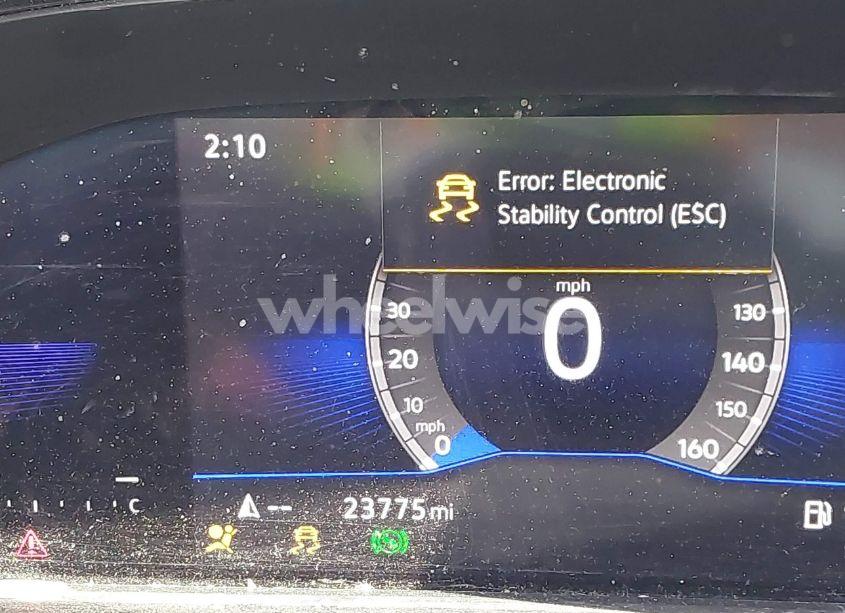 2:10
Error: Electronic
Stability Control (ESC)
mph
0
30
20
10
mph
0
130
140
150
160
wheelwise
C
--
23775 mi